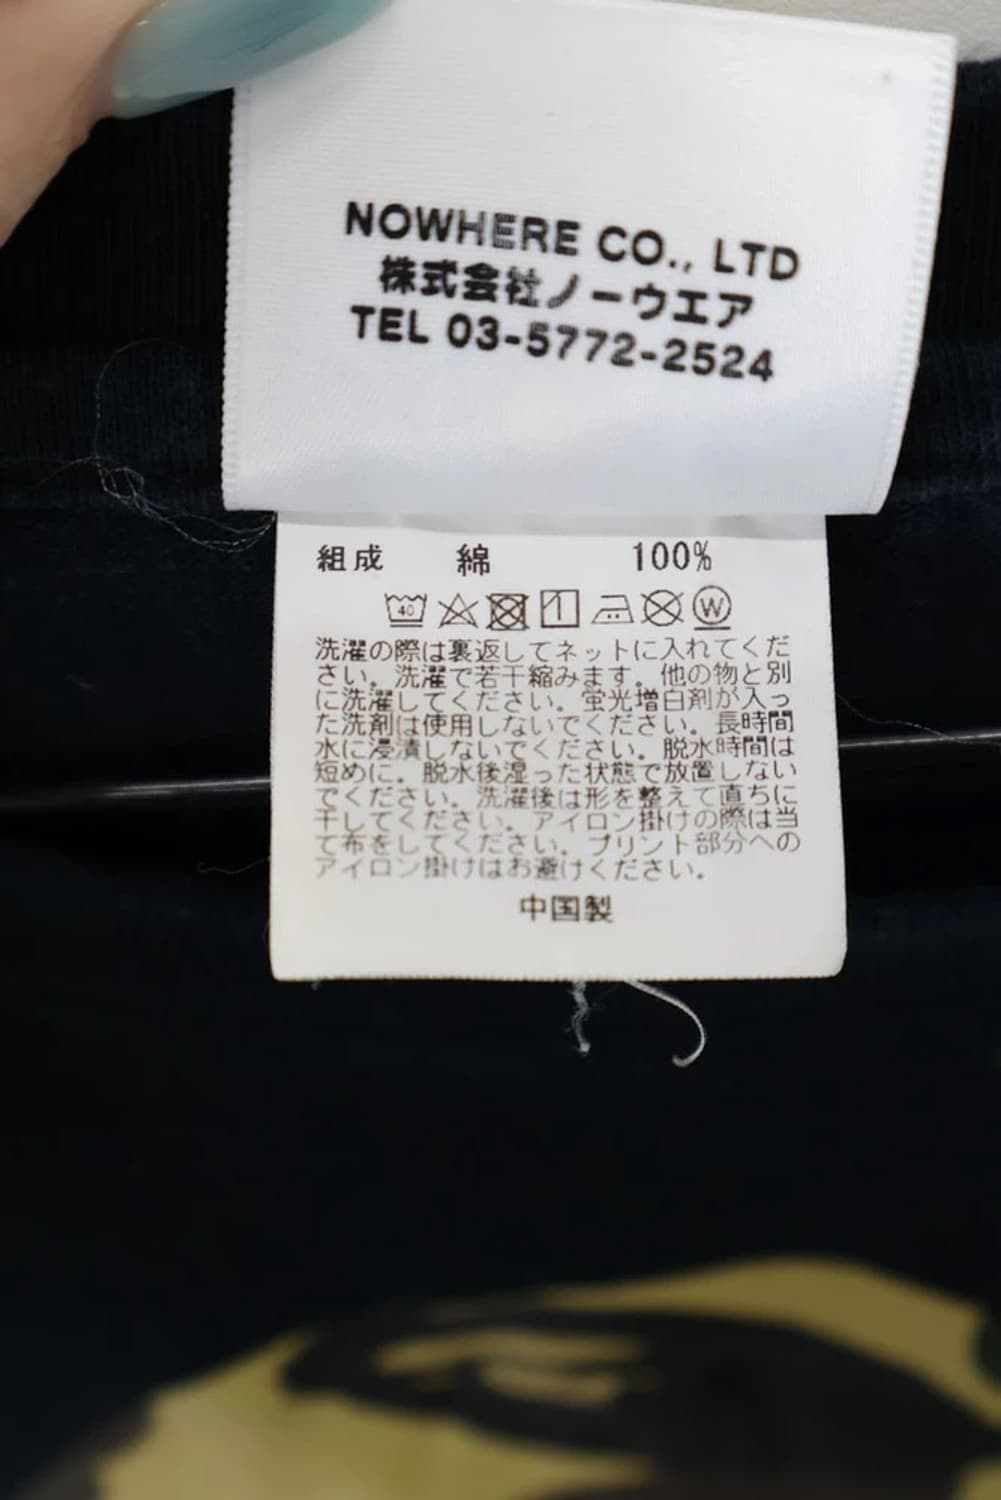 NOWHERE CO., LTD
株式会社ノーウエア
TEL 03-5772-2524
組成 綿 100%
40 W
洗濯の際は裏返してネットに入れてくだ
さい。洗濯で若干縮みます。他の物と別
に洗濯してください。蛍光増白剤が入っ
た洗剤は使用しないでください。長時間
水に浸漬しないでください。脱水時間は
短めに。脱水後湿った状態で放置しない
でください。洗濯後は形を整えて直ちに
干してください。アイロン掛けの際は当
て布をしてください。プリント部分への
アイロン掛けはお避けください。
中国製